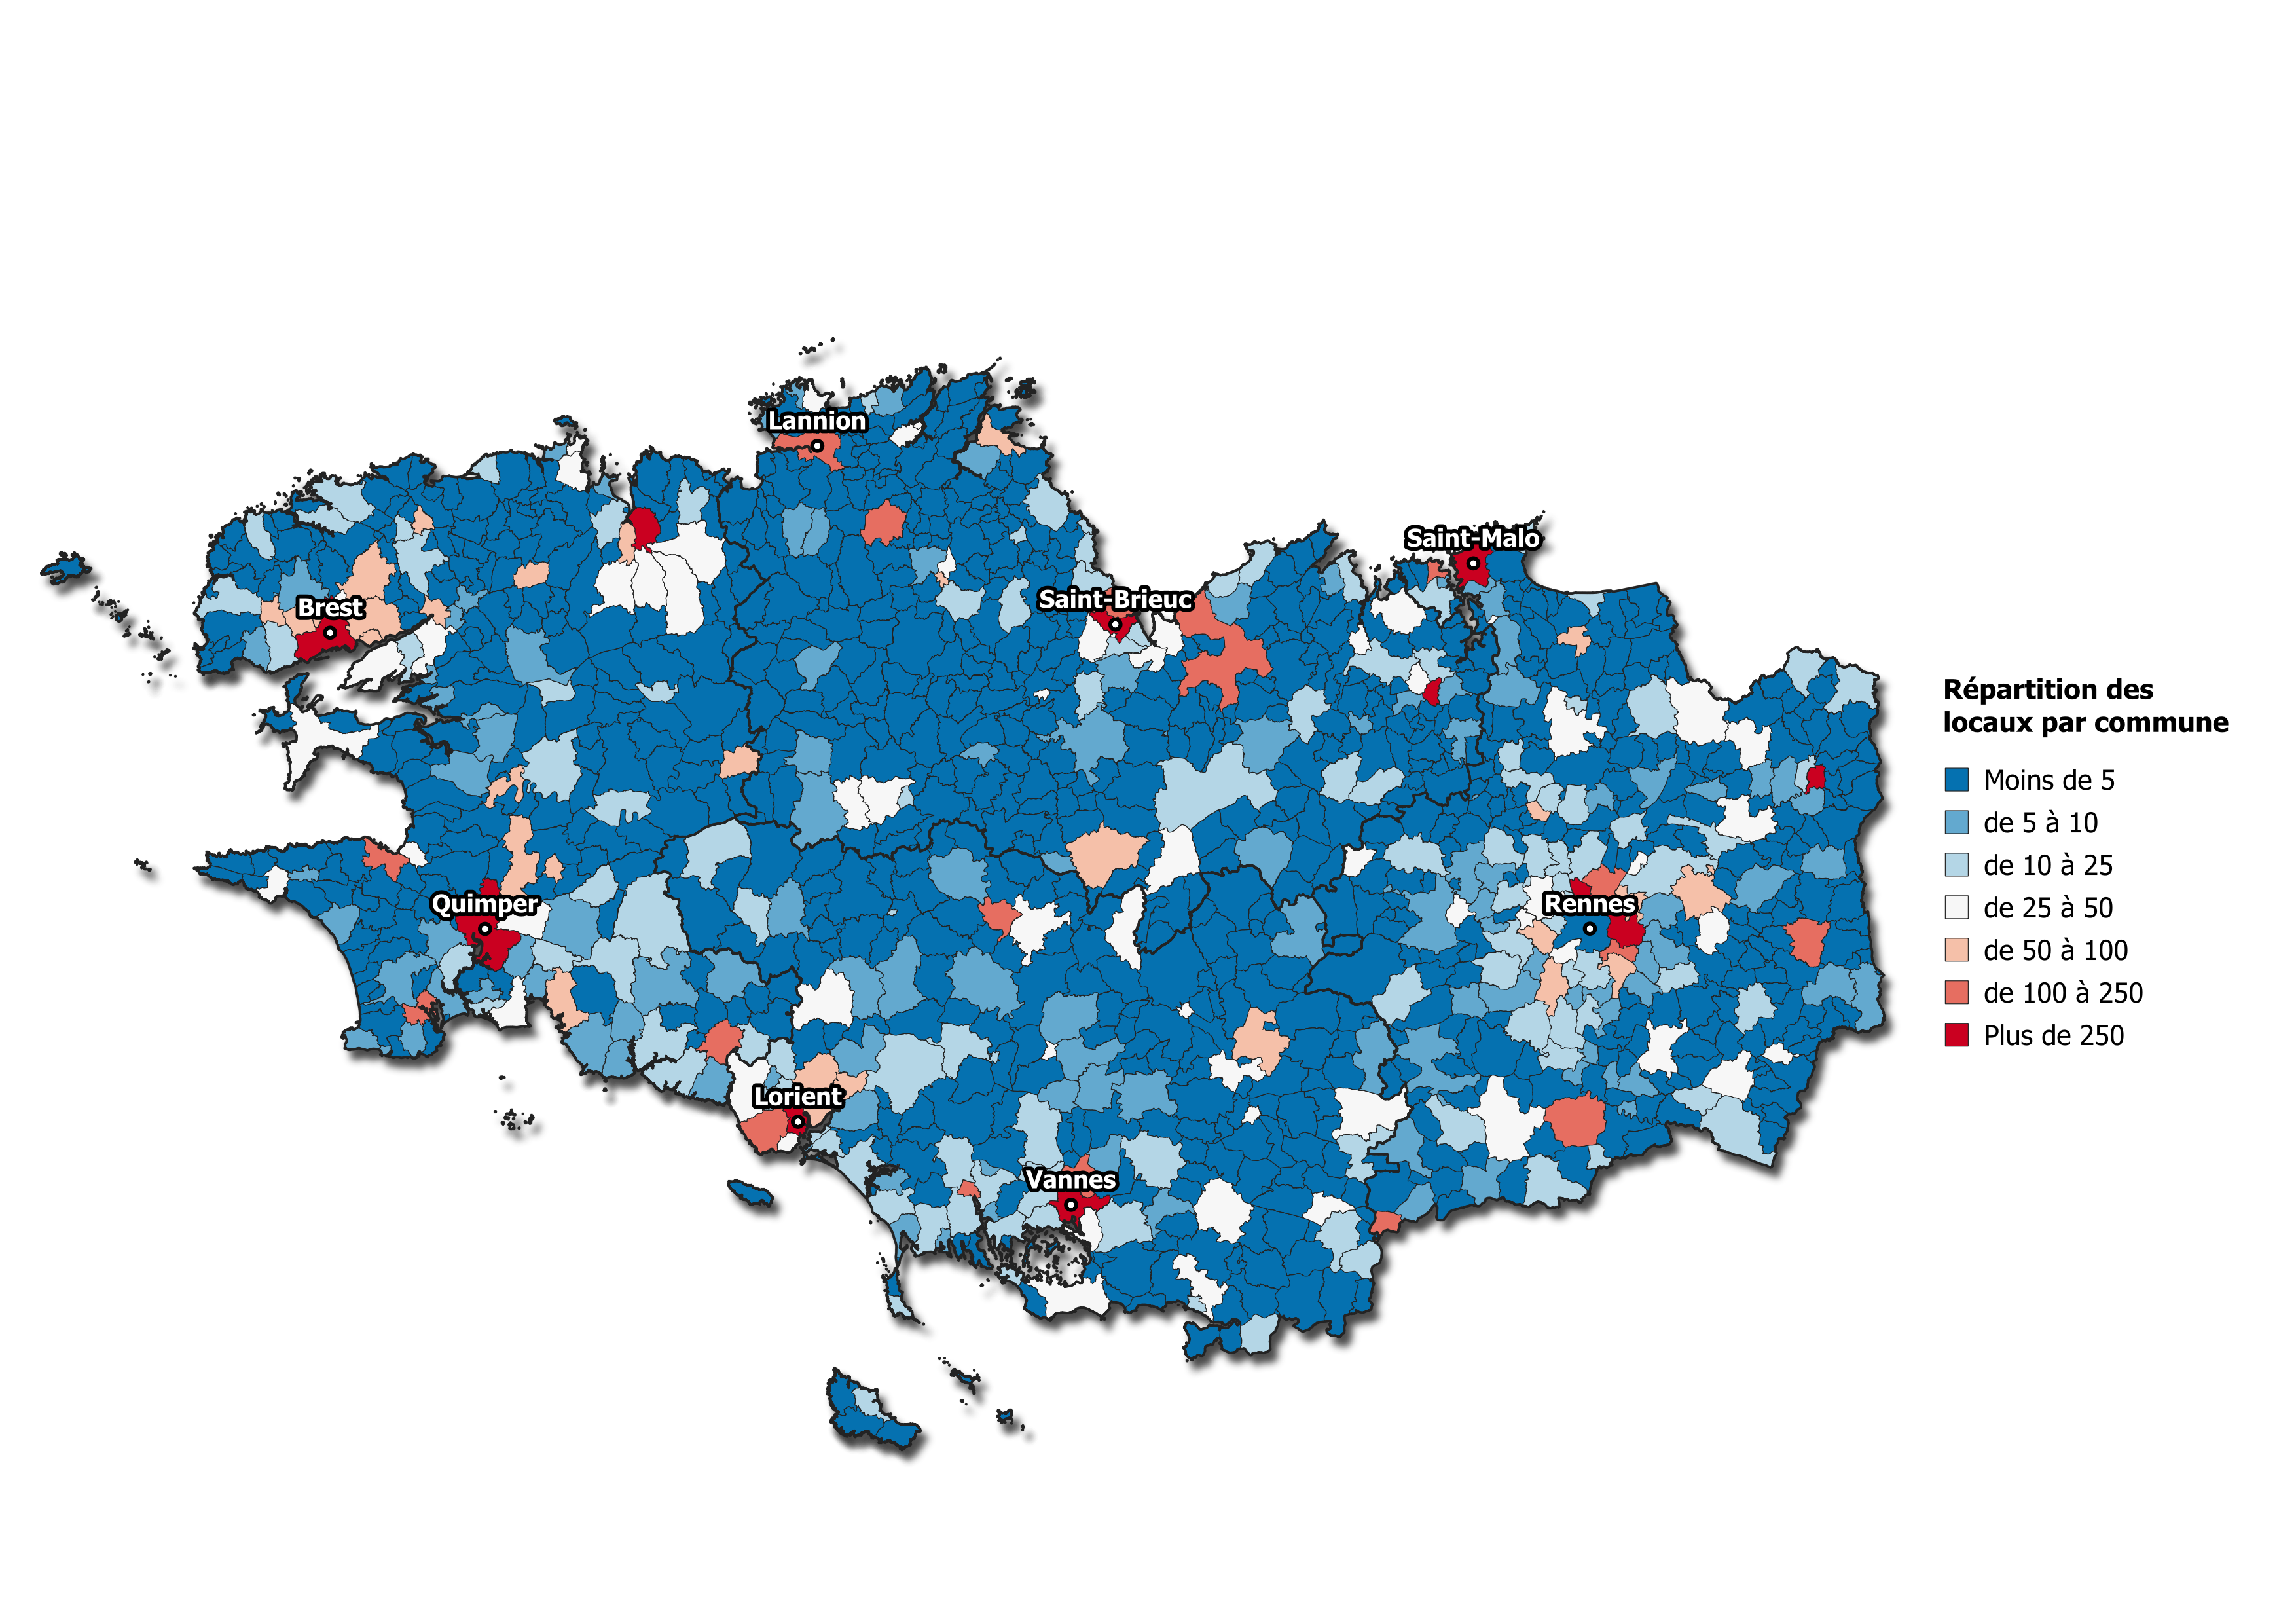 Lannion
Saint-Malo
Saint-Brieuc
Brest
Quimper
Rennes
Lorient
Vannes
Répartition des
locaux par commune
Moins de 5
de 5 à 10
de 10 à 25
de 25 à 50
de 50 à 100
de 100 à 250
Plus de 250